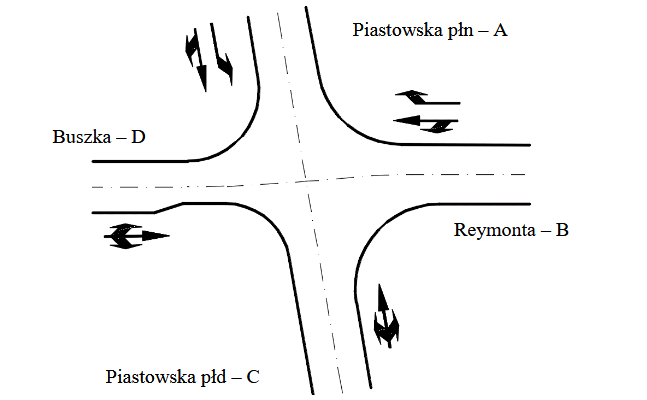 Piastowska płn – A
Buszka – D
Reymonta – B
Piastowska płd – C